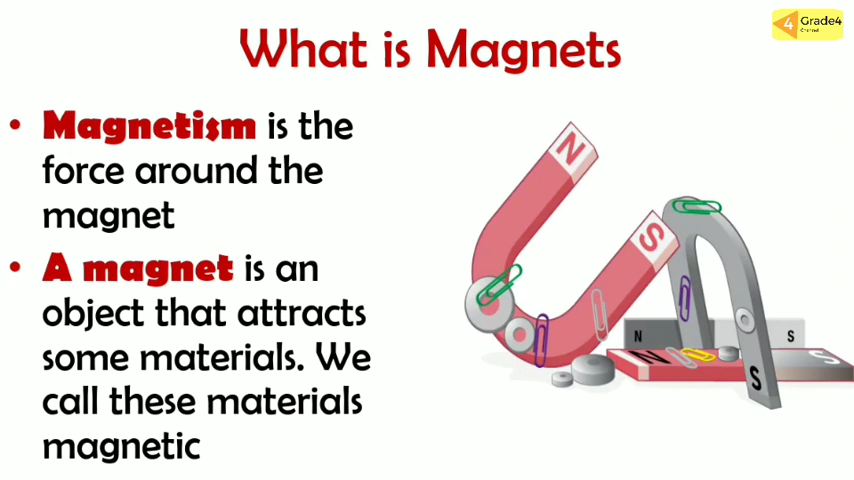 4 Grade4
Channel
What is Magnets
• Magnetism is the
force around the
magnet
• A magnet is an
object that attracts
some materials. We
call these materials
magnetic
N
S
N
S
N
S
S